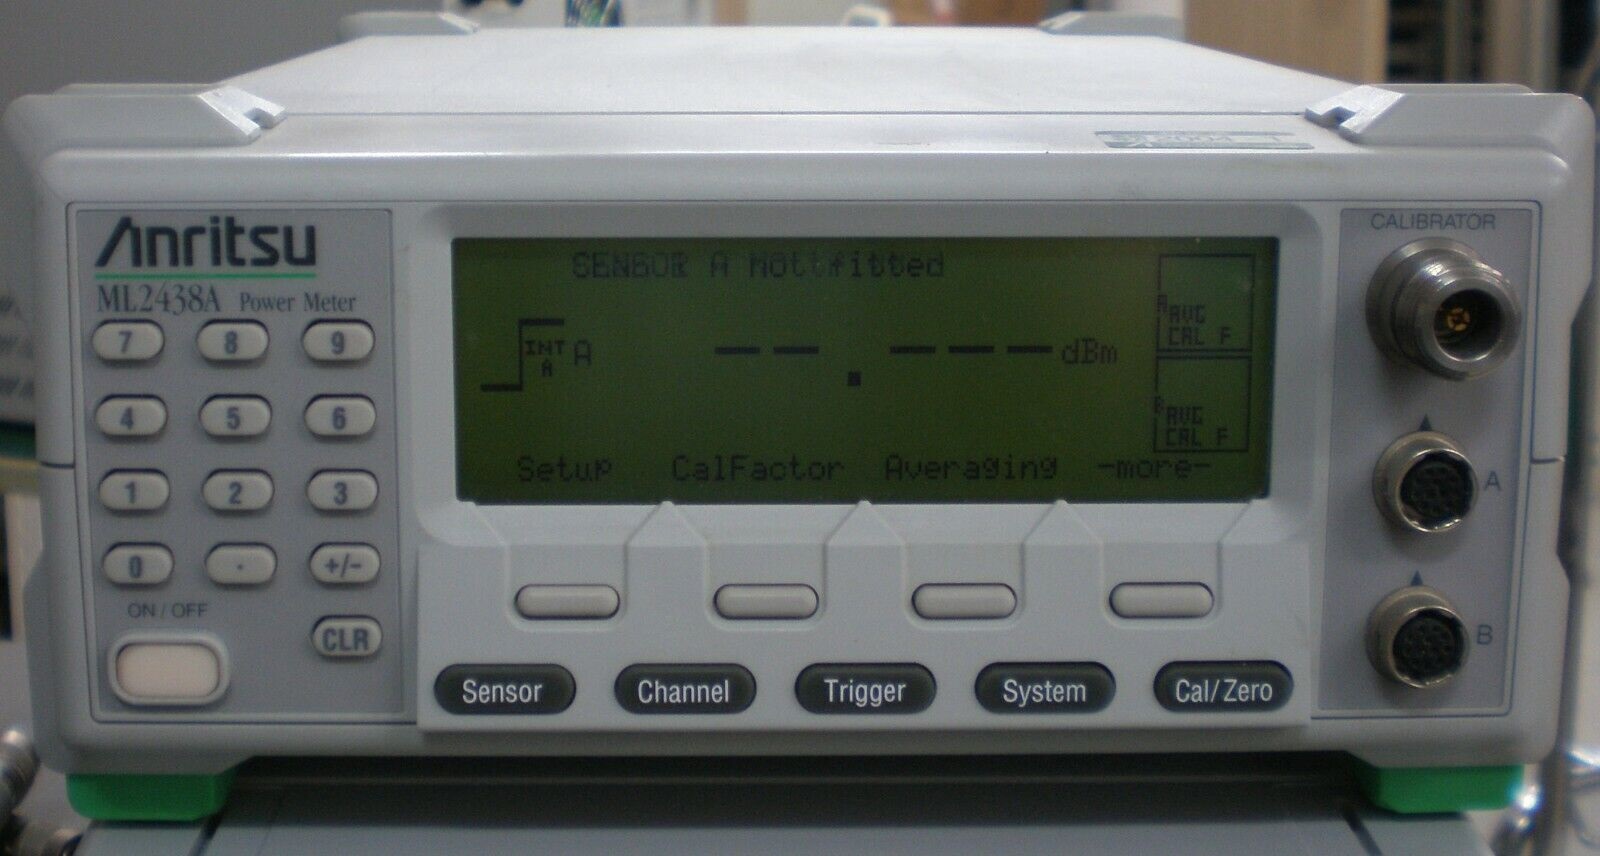 Anritsu
ML2438A Power Meter
7 8 9
4 5 6
1 2 3
0 . +/-
ON / OFF
CLR
SENSOR A Not fitted
INT A
A
-- . --- dBm
A AVG
CAL F
B AVG
CAL F
Setup CalFactor Averaging -more-
Sensor Channel Trigger System Cal/Zero
CALIBRATOR
A
B